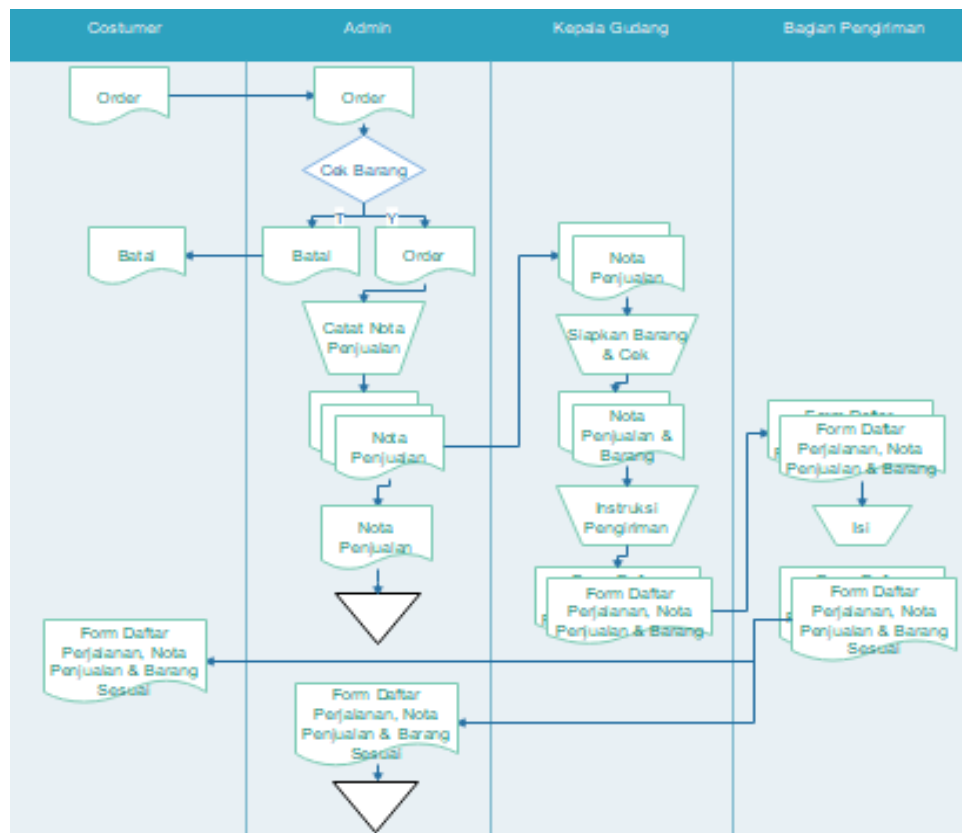 Costumer
Admin
Kepala Gudang
Bagian Pengiriman
Order
Order
Cek Barang
T
Y
Batal
Batal
Order
Nota
Penjualan
Catat Nota
Penjualan
Siapkan Barang
& Cek
Nota
Penjualan
Nota
Penjualan &
Barang
Form Daftar
Form Daftar
Perjalanan, Nota
Penjualan & Barang
Nota
Penjualan
Instruksi
Pengiriman
Isi
Form Daftar
Perjalanan, Nota
Penjualan & Barang
Form Daftar
Perjalanan, Nota
Penjualan & Barang
Sesuai
Form Daftar
Perjalanan, Nota
Penjualan & Barang
Sesuai
Form Daftar
Perjalanan, Nota
Penjualan & Barang
Sesuai